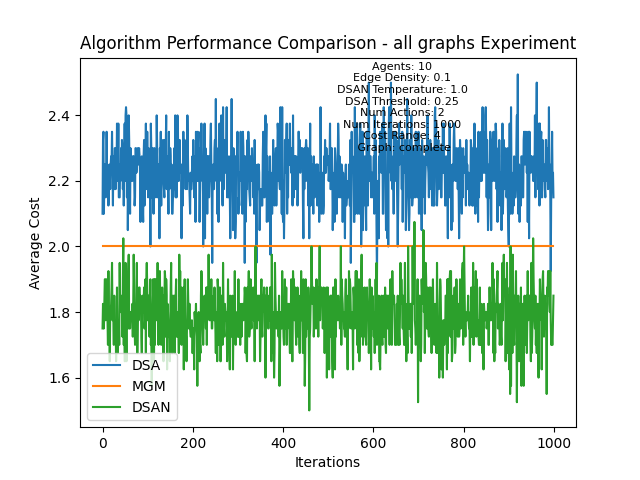 Algorithm Performance Comparison - all graphs Experiment
Agents: 10
Edge Density: 0.1
DSAN Temperature: 1.0
DSA Threshold: 0.25
Num Actions: 2
Num Iterations: 1000
Cost Range: 4
Graph: complete
Average Cost
2.4
2.2
2.0
1.8
1.6
DSA
MGM
DSAN
0
200
400
600
800
1000
Iterations